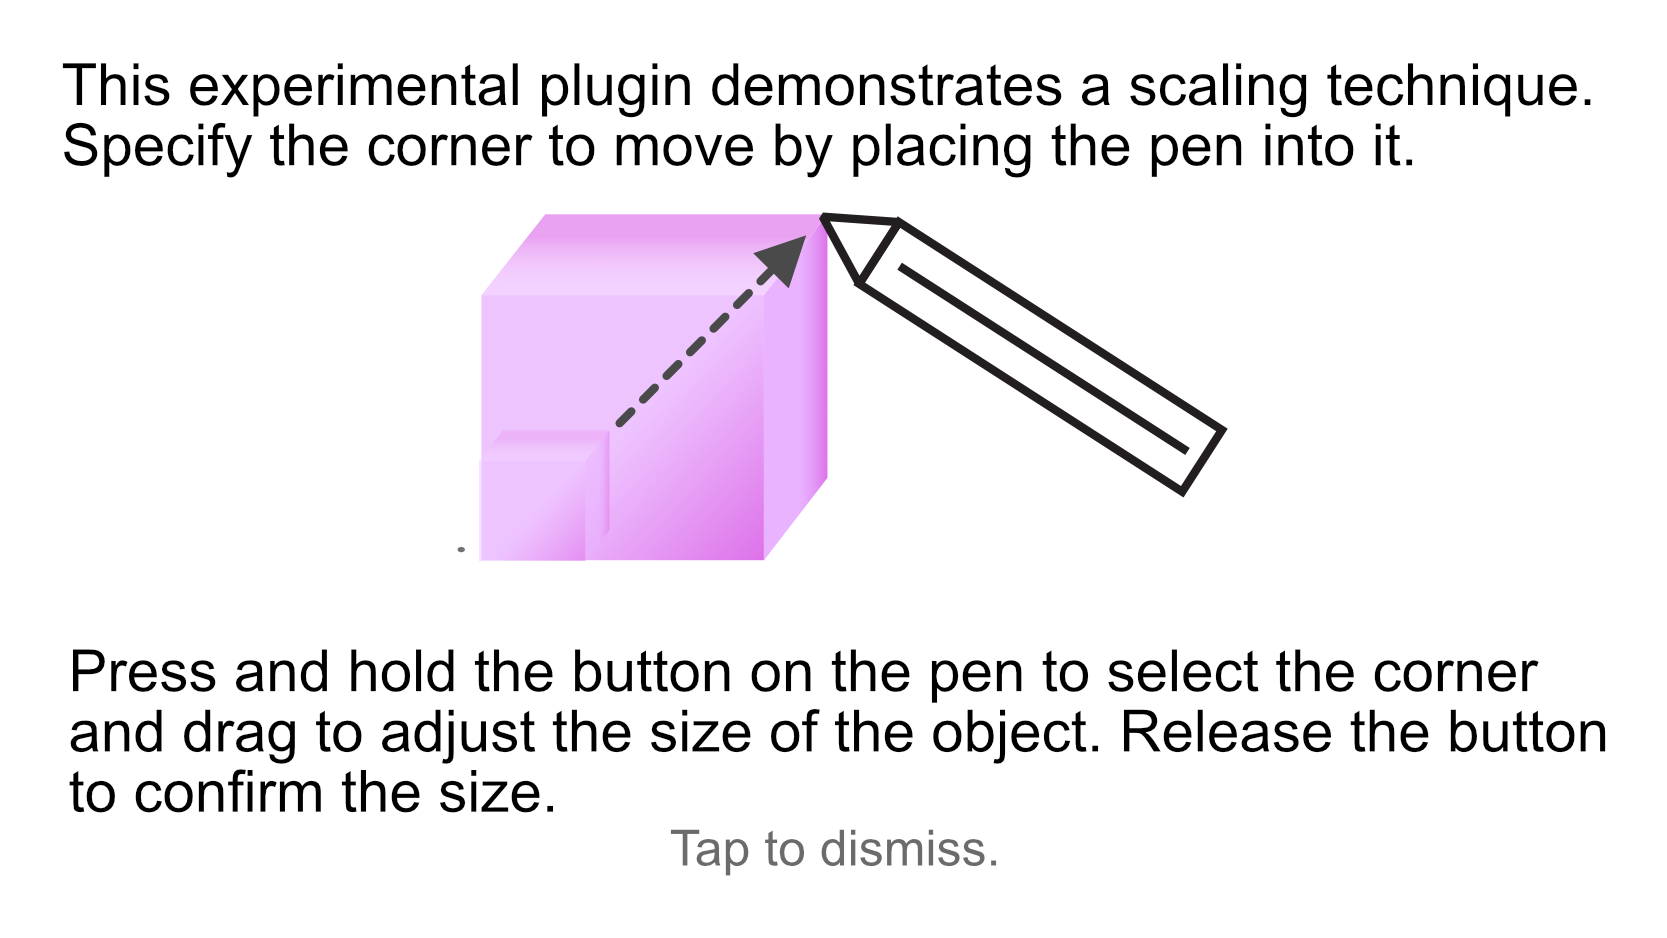 This experimental plugin demonstrates a scaling technique.
Specify the corner to move by placing the pen into it.
Press and hold the button on the pen to select the corner
and drag to adjust the size of the object. Release the button
to confirm the size.
Tap to dismiss.